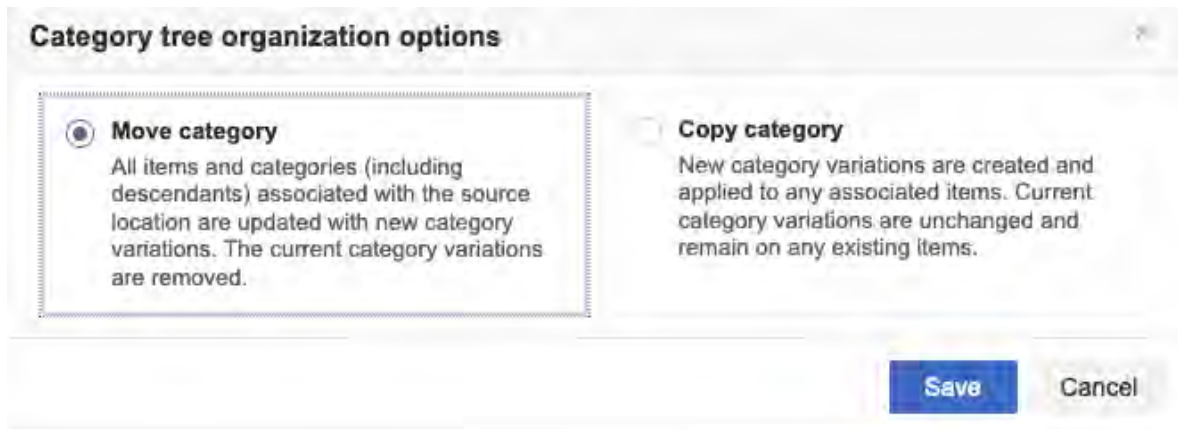 Category tree organization options
Move category
All items and categories (including
descendants) associated with the source
location are updated with new category
variations. The current category variations
are removed.
Copy category
New category variations are created and
applied to any associated items. Current
category variations are unchanged and
remain on any existing items.
Save
Cancel